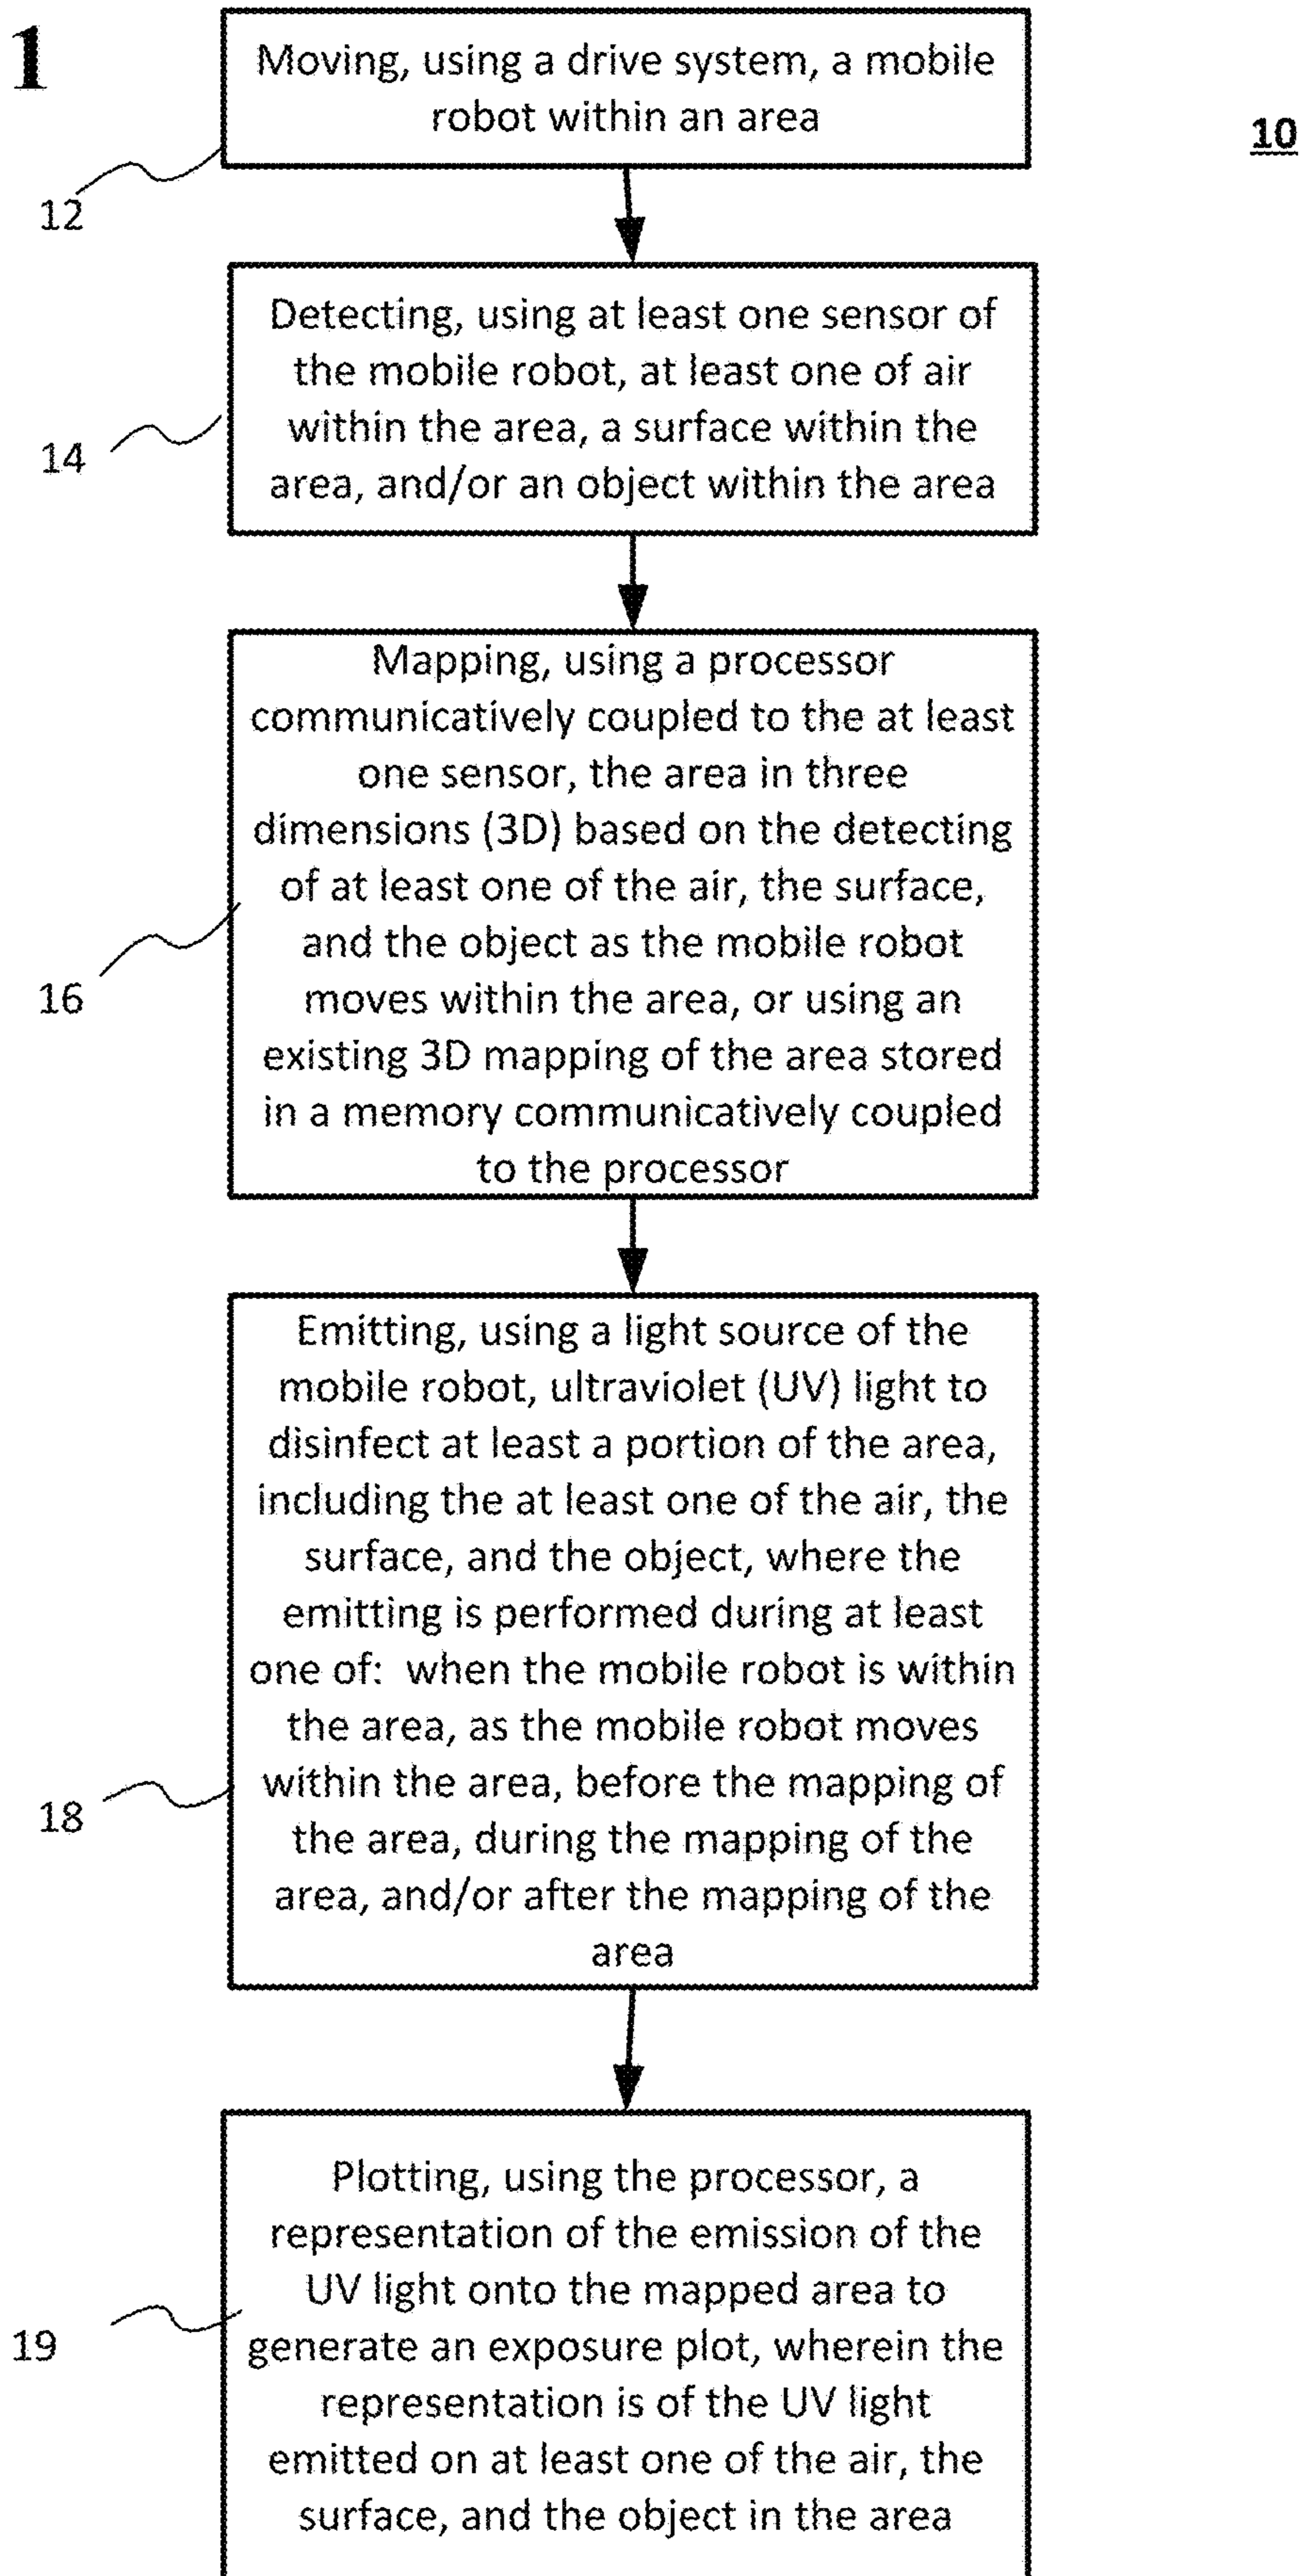 1
10
Moving, using a drive system, a mobile
robot within an area
12
Detecting, using at least one sensor of
the mobile robot, at least one of air
within the area, a surface within the
area, and/or an object within the area
14
Mapping, using a processor
communicatively coupled to the at least
one sensor, the area in three
dimensions (3D) based on the detecting
of at least one of the air, the surface,
and the object as the mobile robot
moves within the area, or using an
existing 3D mapping of the area stored
in a memory communicatively coupled
to the processor
16
Emitting, using a light source of the
mobile robot, ultraviolet (UV) light to
disinfect at least a portion of the area,
including the at least one of the air, the
surface, and the object, where the
emitting is performed during at least
one of:  when the mobile robot is within
the area, as the mobile robot moves
within the area, before the mapping of
the area, during the mapping of the
area, and/or after the mapping of the
area
18
Plotting, using the processor, a
representation of the emission of the
UV light onto the mapped area to
generate an exposure plot, wherein the
representation is of the UV light
emitted on at least one of the air, the
surface, and the object in the area
19